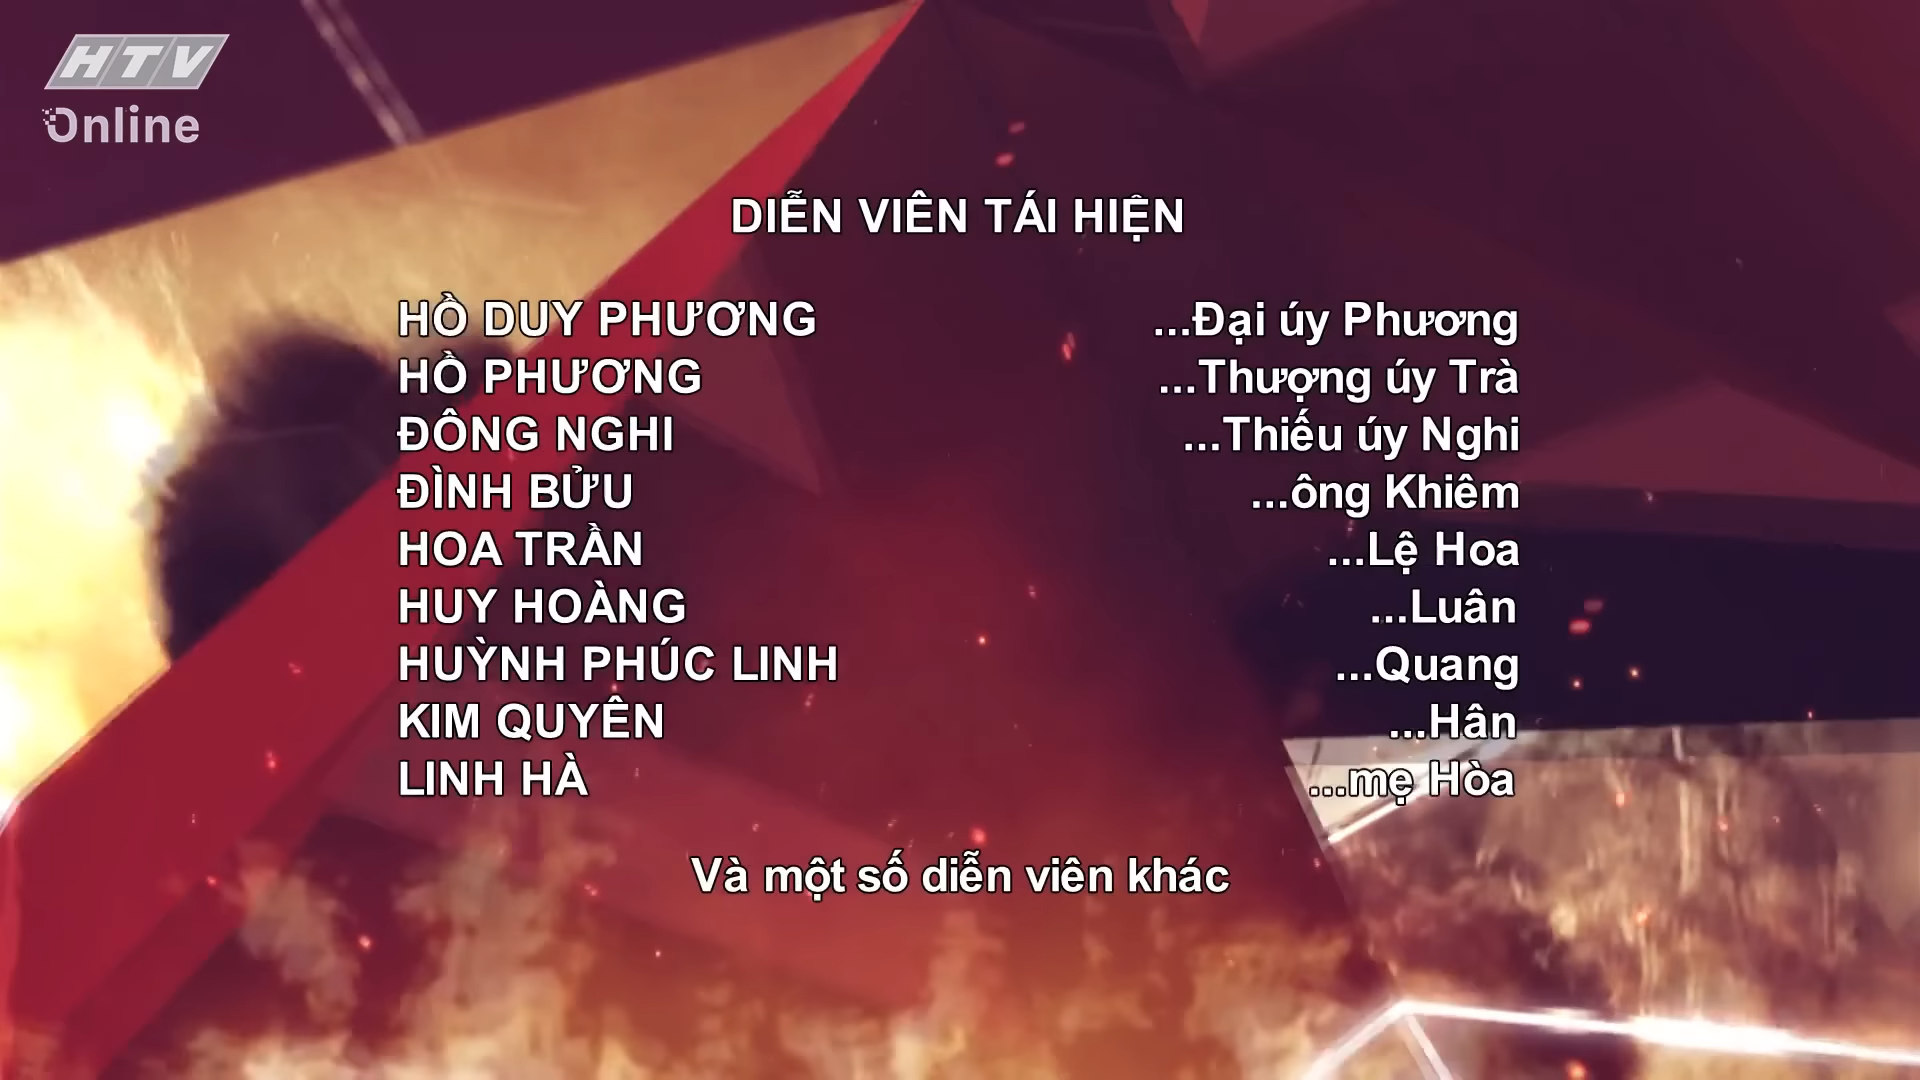 HTV
Online
DIỄN VIÊN TÁI HIỆN
HỒ DUY PHƯƠNG ...Đại úy Phương
HỒ PHƯƠNG ...Thượng úy Trà
ĐÔNG NGHI ...Thiếu úy Nghi
ĐÌNH BỬU ...ông Khiêm
HOA TRẦN ...Lệ Hoa
HUY HOÀNG ...Luân
HUỲNH PHÚC LINH ...Quang
KIM QUYÊN ...Hân
LINH HÀ ...mẹ Hòa
Và một số diễn viên khác